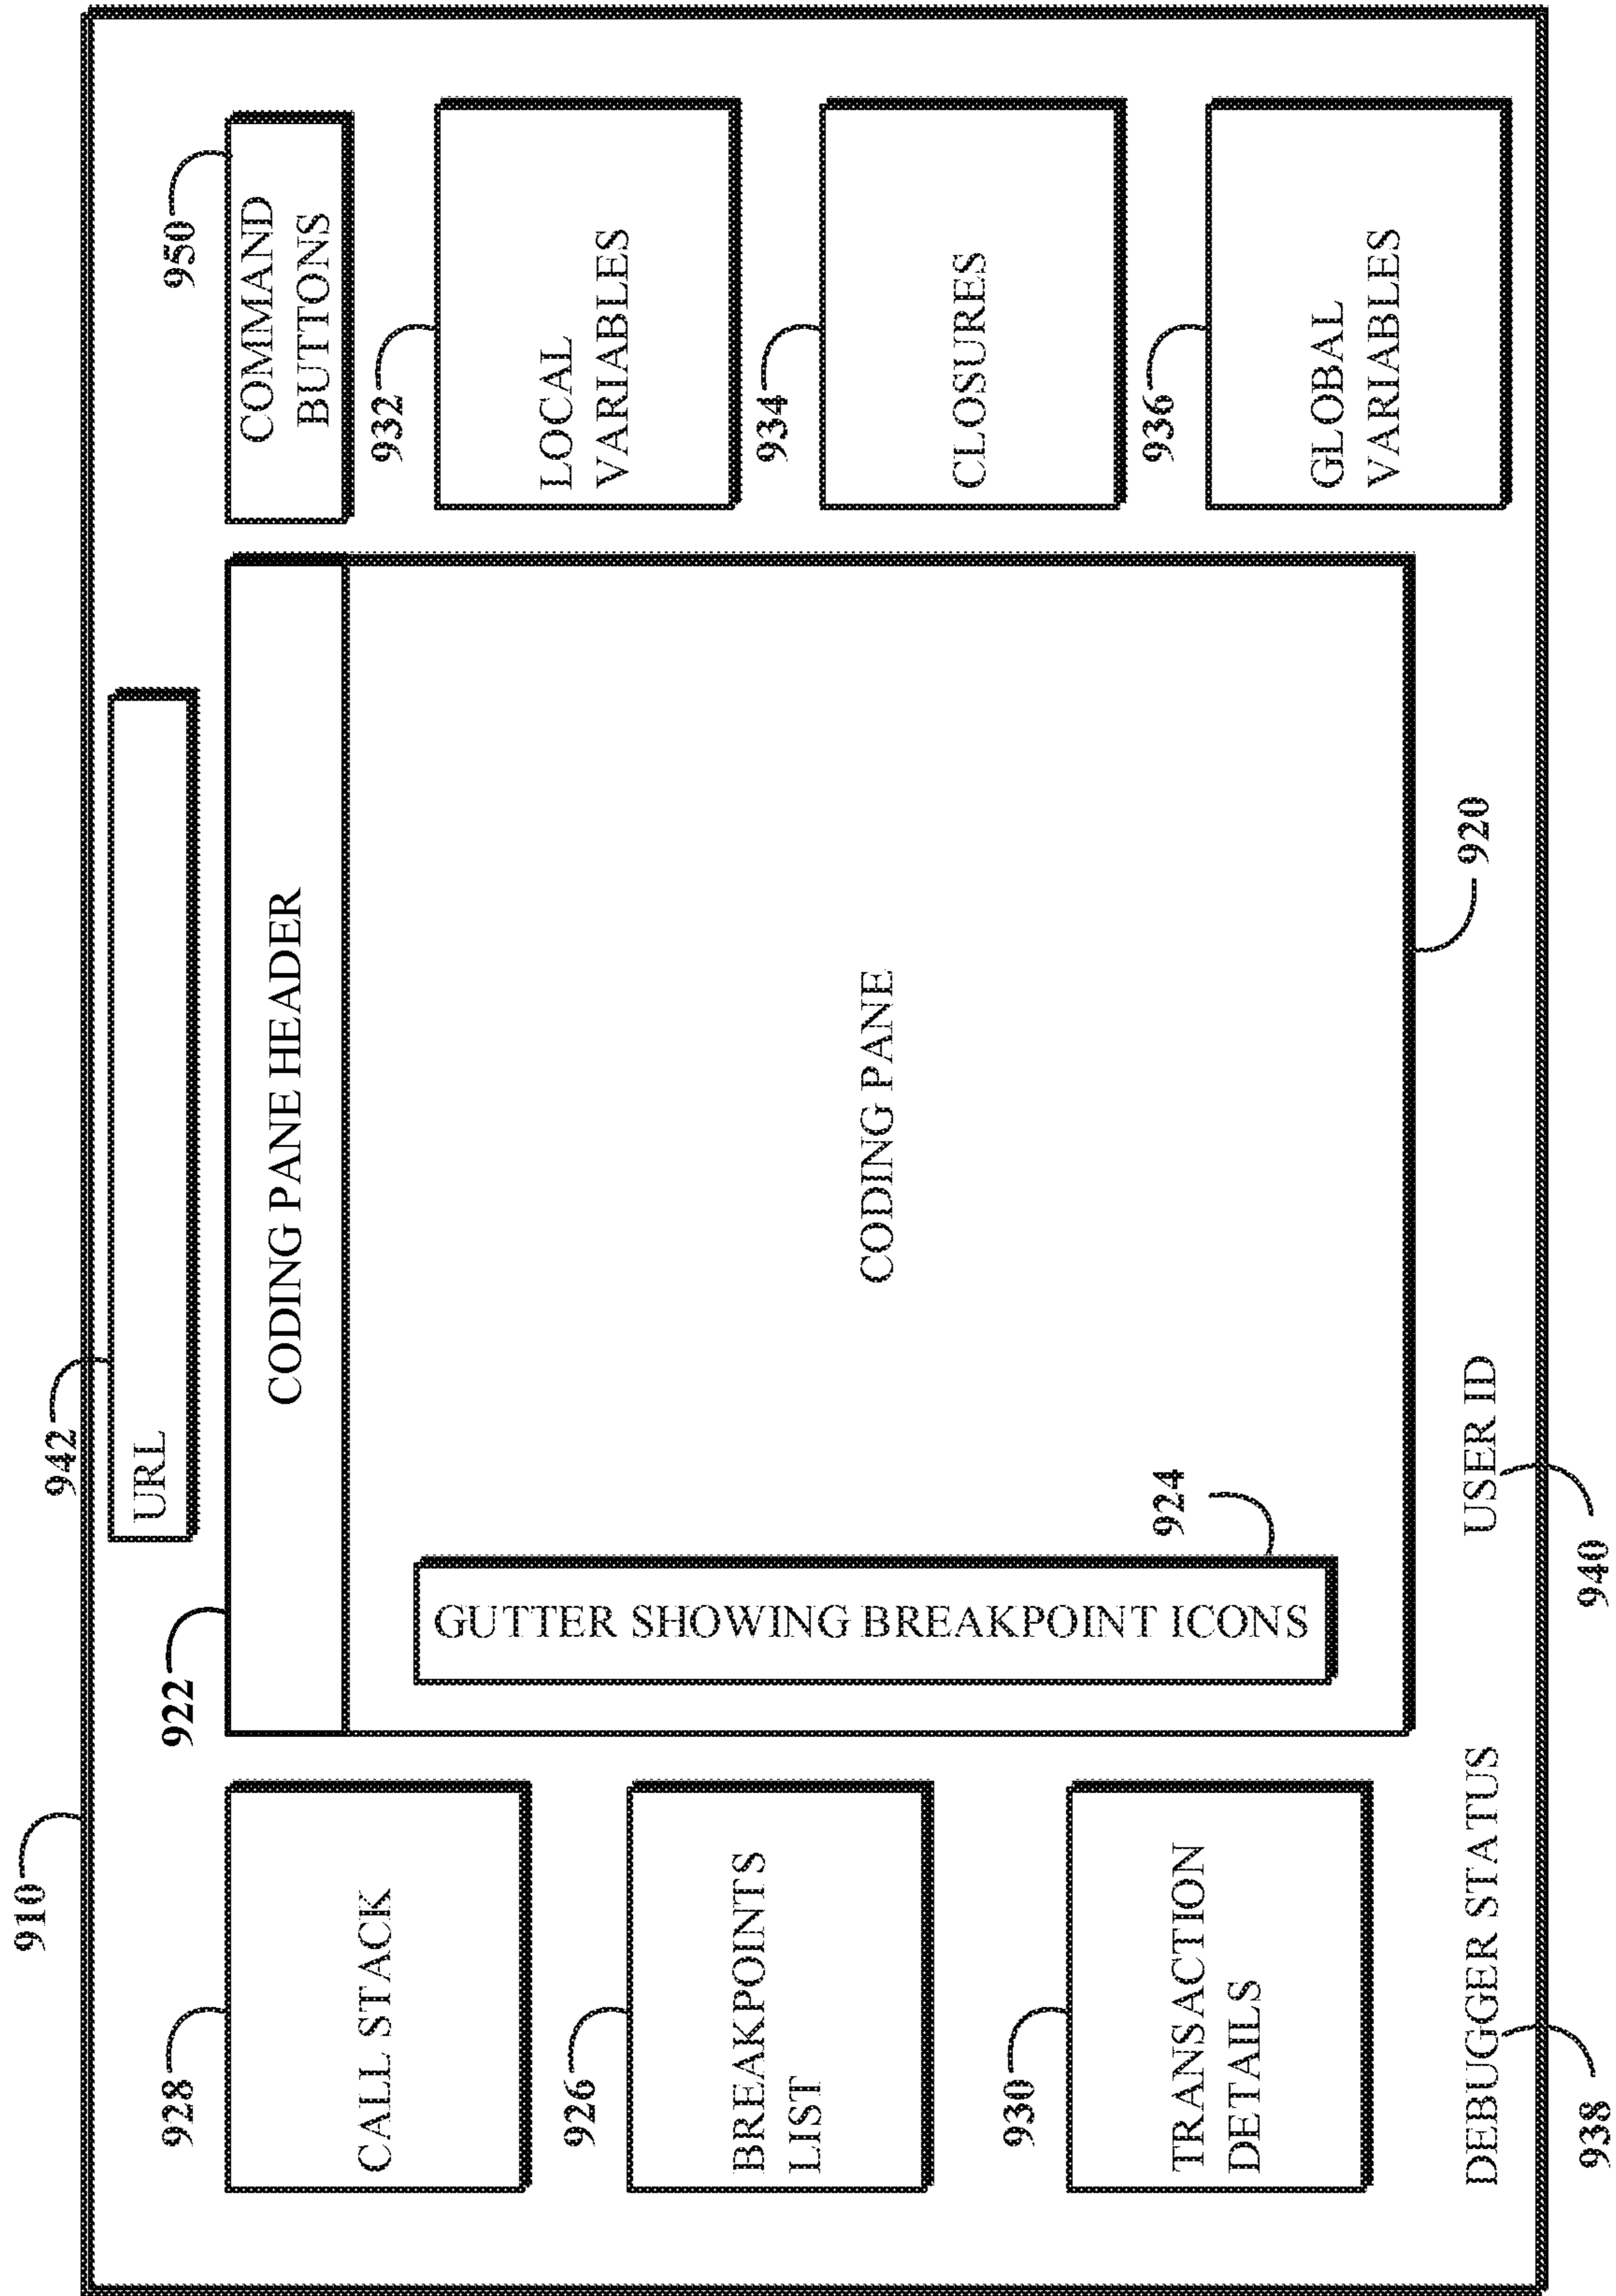 910
942
URL
922
CODING PANE HEADER
950
COMMAND
BUTTONS
928
CALL STACK
932
LOCAL
VARIABLES
926
BREAKPOINTS
LIST
GUTTER SHOWING BREAKPOINT ICONS
924
CODING PANE
934
CLOSURES
930
TRANSACTION
DETAILS
936
GLOBAL
VARIABLES
920
DEBUGGER STATUS
938
USER ID
940